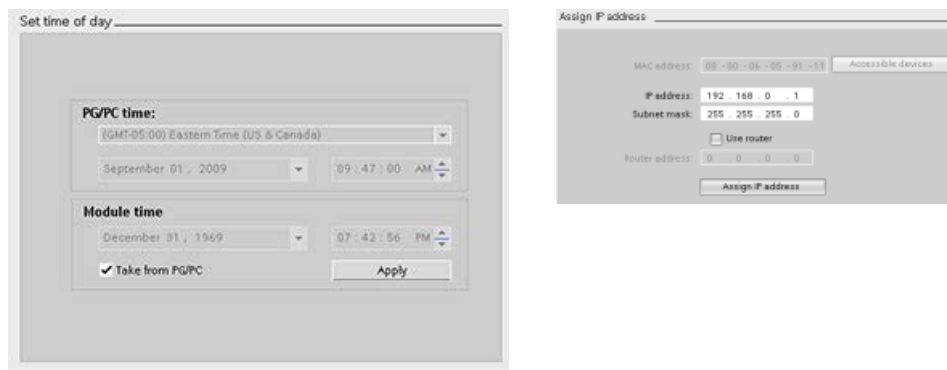 Set time of day
PG/PC time:
(GMT-05:00) Eastern Time (US & Canada)
September 01 , 2009
09 : 47 : 00 AM
Module time
December 31 , 1969
07 : 42 : 56 PM
Take from PG/PC
Apply
Assign IP address
MAC address: 08 -00 -06 -05 -91 -11 Accessible devices
IP address: 192 . 168 . 0 . 1
Subnet mask: 255 . 255 . 255 . 0
Use router
Router address: 0 . 0 . 0 . 0
Assign IP address